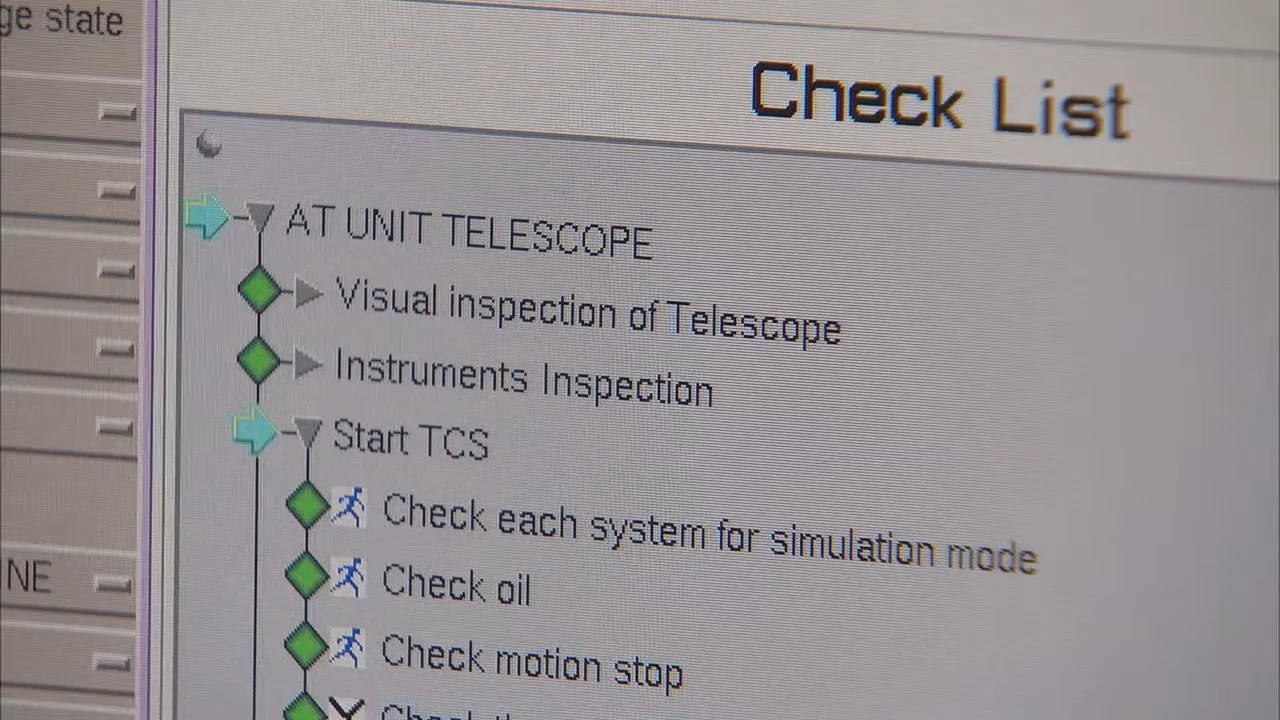 ge state
Check List
AT UNIT TELESCOPE
Visual inspection of Telescope
Instruments Inspection
Start TCS
Check each system for simulation mode
Check oil
NE
Check motion stop
Check